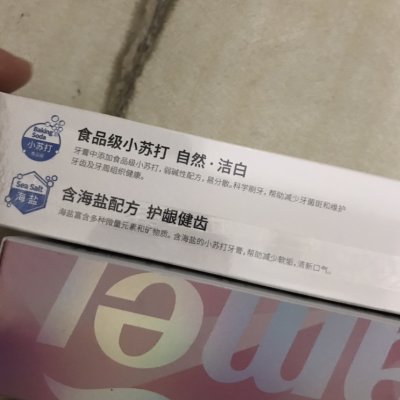 Baking
Soda
小苏打
食品级小苏打 自然·洁白
牙膏中添加食品级小苏打，弱碱性配方，易分散。科学刷牙，帮助减少牙菌斑和维护
牙齿及牙周组织健康。
Sea Salt
海盐
含海盐配方 护龈健齿
海盐富含多种微量元素和矿物质。含海盐的小苏打牙膏，帮助减少软垢，清新口气。